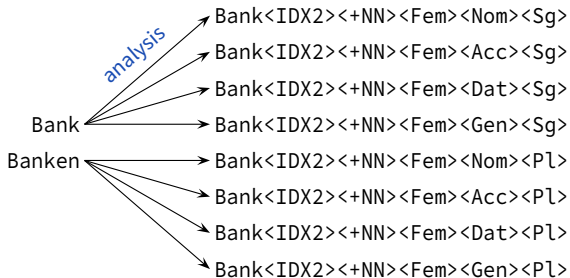 Bank<IDX2><+NN><Fem><Nom><Sg>
analysis
Bank<IDX2><+NN><Fem><Acc><Sg>
Bank<IDX2><+NN><Fem><Dat><Sg>
Bank
Bank<IDX2><+NN><Fem><Gen><Sg>
Banken
Bank<IDX2><+NN><Fem><Nom><Pl>
Bank<IDX2><+NN><Fem><Acc><Pl>
Bank<IDX2><+NN><Fem><Dat><Pl>
Bank<IDX2><+NN><Fem><Gen><Pl>